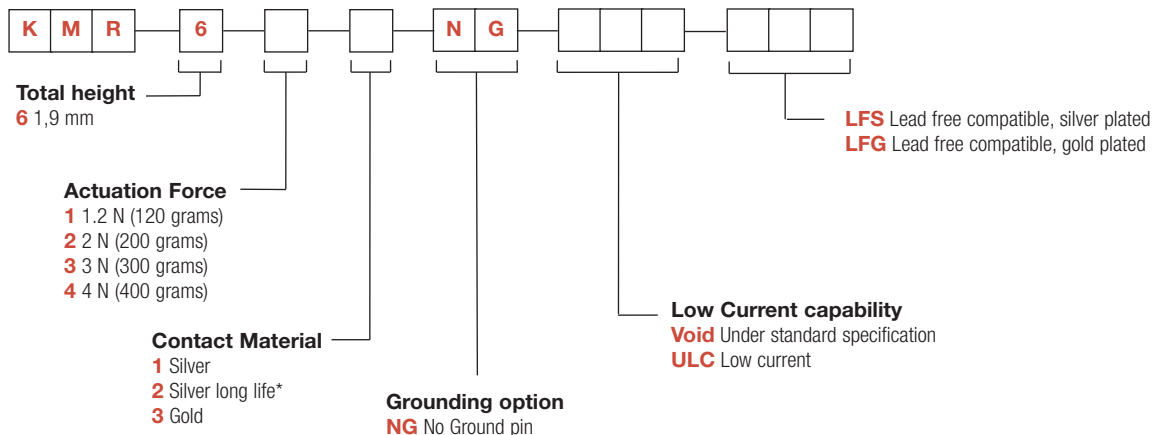 K M R 6 N G
Total height
6 1,9 mm
LFS Lead free compatible, silver plated
LFG Lead free compatible, gold plated
Actuation Force
1 1.2 N (120 grams)
2 2 N (200 grams)
3 3 N (300 grams)
4 4 N (400 grams)
Low Current capability
Void Under standard specification
ULC Low current
Contact Material
1 Silver
2 Silver long life*
3 Gold
Grounding option
NG No Ground pin